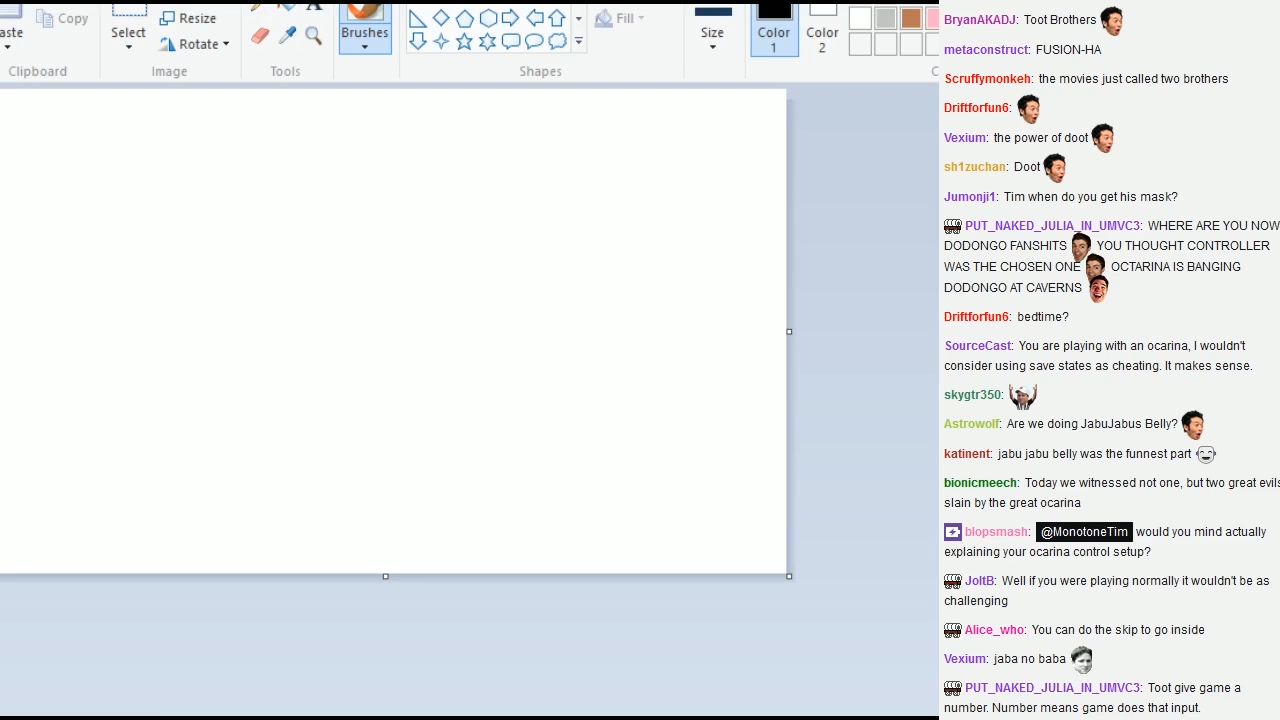 aste
Copy
Clipboard
Select
Resize
Rotate
Image
A
Tools
Brushes
Fill
Shapes
Size
Color
1
Color
2
C
BryanAKADJ: Toot Brothers
metaconstruct: FUSION-HA
Scruffymonkeh: the movies just called two brothers
Driftforfun6:
Vexium: the power of doot
sh1zuchan: Doot
Jumonji1: Tim when do you get his mask?
PUT_NAKED_JULIA_IN_UMVC3: WHERE ARE YOU NOW
DODONGO FANSHITS YOU THOUGHT CONTROLLER
WAS THE CHOSEN ONE OCTARINA IS BANGING
DODONGO AT CAVERNS
Driftforfun6: bedtime?
SourceCast: You are playing with an ocarina, I wouldn't
consider using save states as cheating. It makes sense.
skygtr350:
Astrowolf: Are we doing JabuJabus Belly?
katinent: jabu jabu belly was the funnest part
bionicmeech: Today we witnessed not one, but two great evils
slain by the great ocarina
blopsmash: @MonotoneTim would you mind actually
explaining your ocarina control setup?
JoltB: Well if you were playing normally it wouldn't be as
challenging
Alice_who: You can do the skip to go inside
Vexium: jaba no baba
PUT_NAKED_JULIA_IN_UMVC3: Toot give game a
number. Number means game does that input.